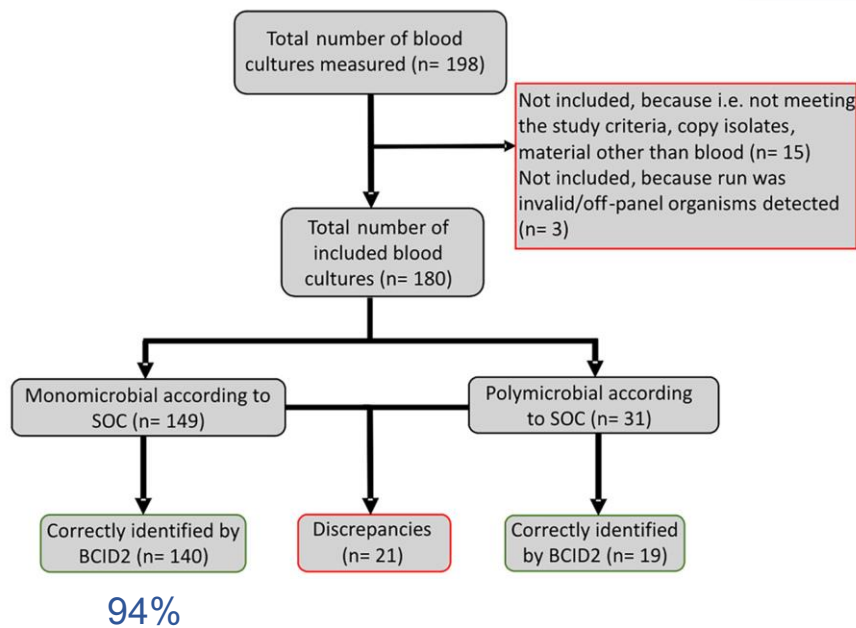 Total number of blood
cultures measured (n= 198)
Not included, because i.e. not meeting
the study criteria, copy isolates,
material other than blood (n= 15)
Not included, because run was
invalid/off-panel organisms detected
(n= 3)
Total number of
included blood
cultures (n= 180)
Monomicrobial according to
SOC (n= 149)
Polymicrobial according
to SOC (n= 31)
Correctly identified by
BCID2 (n= 140)
Discrepancies
(n= 21)
Correctly identified
by BCID2 (n= 19)
94%